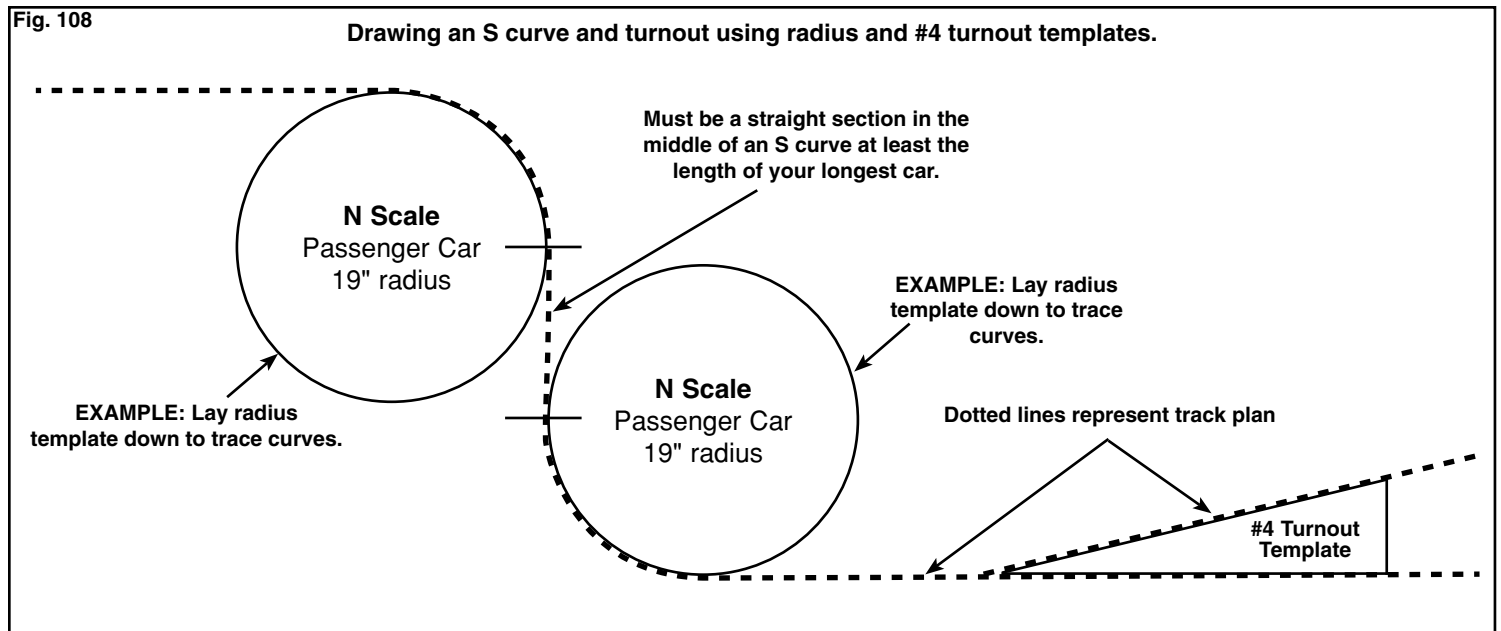 Fig. 108
Drawing an S curve and turnout using radius and #4 turnout templates.
Must be a straight section in the
middle of an S curve at least the
length of your longest car.
N Scale
Passenger Car
19" radius
EXAMPLE: Lay radius
template down to trace
curves.
EXAMPLE: Lay radius
template down to trace curves.
N Scale
Passenger Car
19" radius
Dotted lines represent track plan
#4 Turnout
Template